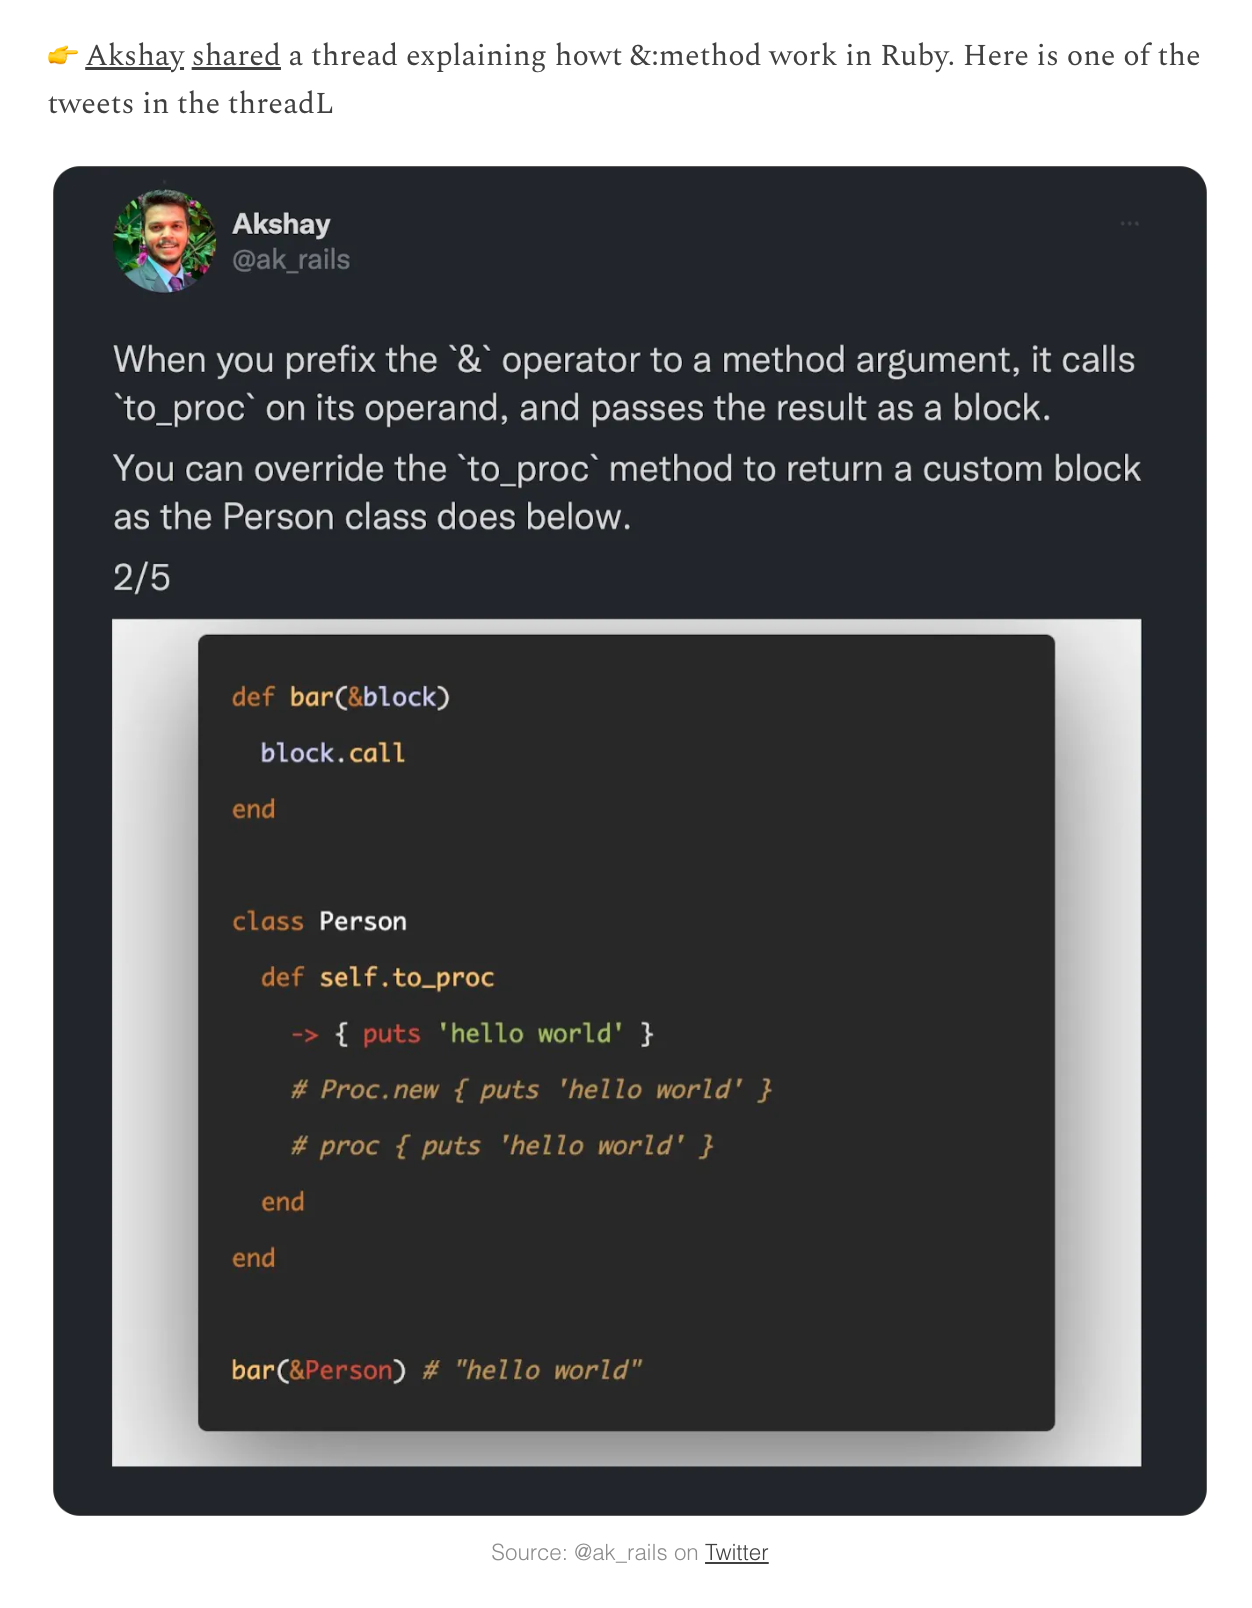 👉 Akshay shared a thread explaining howt &:method work in Ruby. Here is one of the
tweets in the threadL
Akshay
@ak_rails
...
When you prefix the `&` operator to a method argument, it calls
`to_proc` on its operand, and passes the result as a block.
You can override the `to_proc` method to return a custom block
as the Person class does below.
2/5
def bar(&block)
  block.call
end
class Person
  def self.to_proc
    -> { puts 'hello world' }
    # Proc.new { puts 'hello world' }
    # proc { puts 'hello world' }
  end
end
bar(&Person) # "hello world"
Source: @ak_rails on Twitter